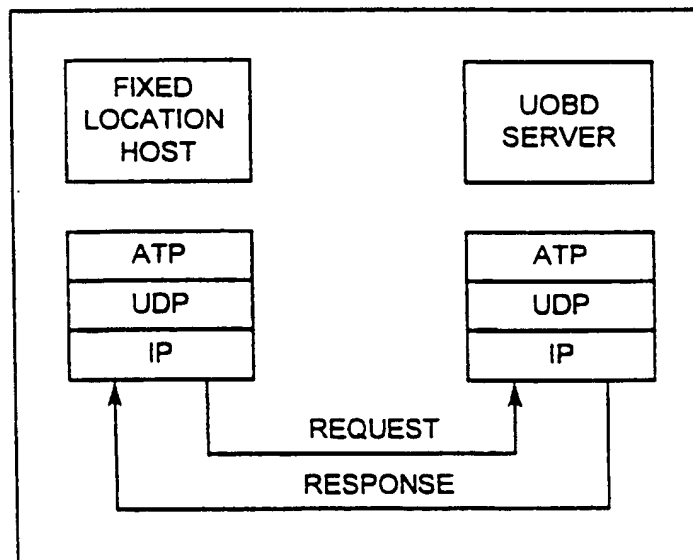 FIXED
LOCATION
HOST
UOBD
SERVER
ATP
UDP
IP
ATP
UDP
IP
REQUEST
RESPONSE